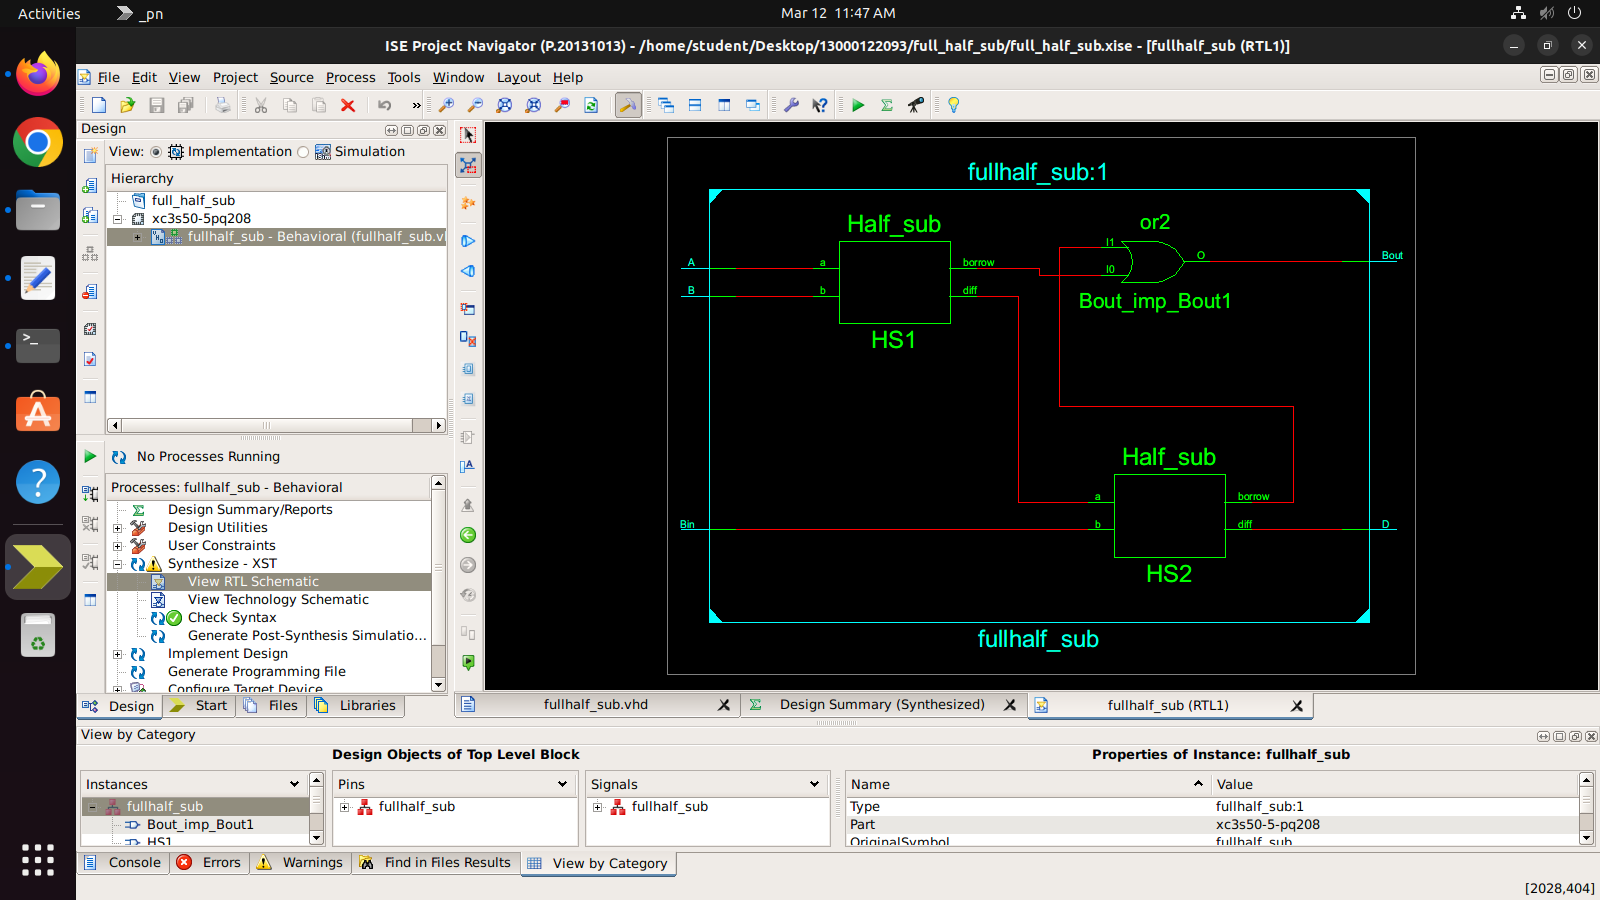 Activities
_pn
Mar 12 11:47 AM
ISE Project Navigator (P.20131013) - /home/student/Desktop/13000122093/full_half_sub/full_half_sub.xise - [fullhalf_sub (RTL1)]
File Edit View Project Source Process Tools Window Layout Help
Design
View: Implementation Simulation
Hierarchy
full_half_sub
xc3s50-5pq208
fullhalf_sub - Behavioral (fullhalf_sub.vl
No Processes Running
Processes: fullhalf_sub - Behavioral
Design Summary/Reports
Design Utilities
User Constraints
Synthesize - XST
View RTL Schematic
View Technology Schematic
Check Syntax
Generate Post-Synthesis Simulatio...
Implement Design
Generate Programming File
Configure Target Device
Design Start Files Libraries
fullhalf_sub:1
Half_sub
or2
A a borrow I1 O Bout
B b diff I0
Bout_imp_Bout1
HS1
Half_sub
a borrow
Bin b diff D
HS2
fullhalf_sub
fullhalf_sub.vhd
Design Summary (Synthesized)
fullhalf_sub (RTL1)
View by Category
Design Objects of Top Level Block
Properties of Instance: fullhalf_sub
Instances
fullhalf_sub
Bout_imp_Bout1
HS1
Pins
fullhalf_sub
Signals
fullhalf_sub
Name Value
Type fullhalf_sub:1
Part xc3s50-5-pq208
OriginalSymbol fullhalf_sub
Console Errors Warnings Find in Files Results View by Category
[2028,404]